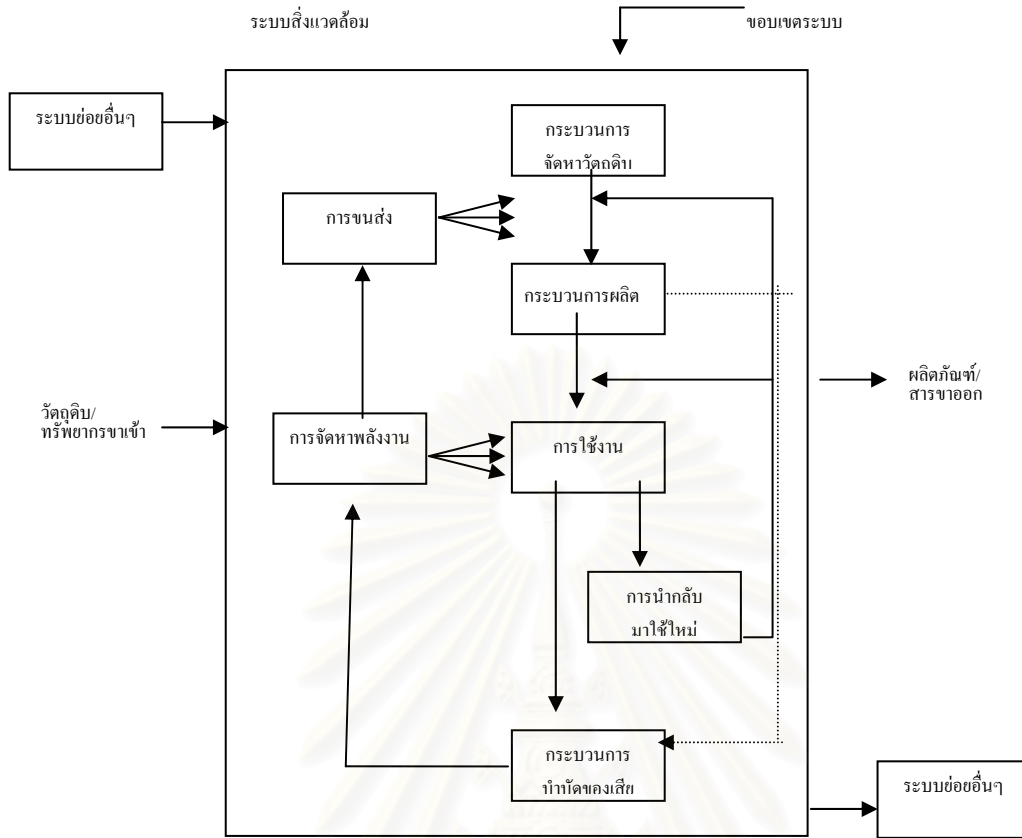 ระบบสิ่งแวดล้อม
ขอบเขตระบบ
ระบบย่อยอื่นๆ
กระบวนการ
จัดหาวัตถุดิบ
การขนส่ง
กระบวนการผลิต
ผลิตภัณฑ์/
สารขาออก
วัตถุดิบ/
ทรัพยากรขาเข้า
การจัดหาพลังงาน
การใช้งาน
การนำกลับ
มาใช้ใหม่
กระบวนการ
บำบัดของเสีย
ระบบย่อยอื่นๆ